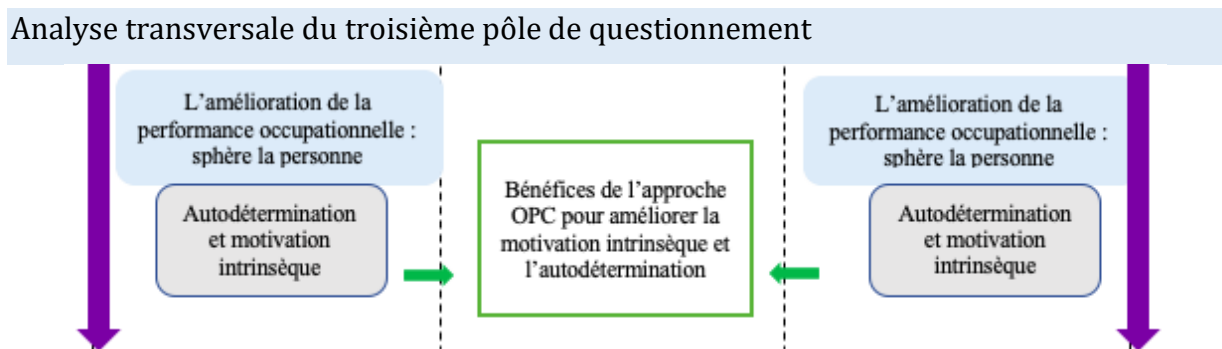 Analyse transversale du troisième pôle de questionnement
L'amélioration de la
performance occupationnelle :
sphère la personne
Autodétermination
et motivation
intrinsèque
Bénéfices de l'approche
OPC pour améliorer la
motivation intrinsèque et
l'autodétermination
L'amélioration de la
performance occupationnelle :
sphère la personne
Autodétermination
et motivation
intrinsèque